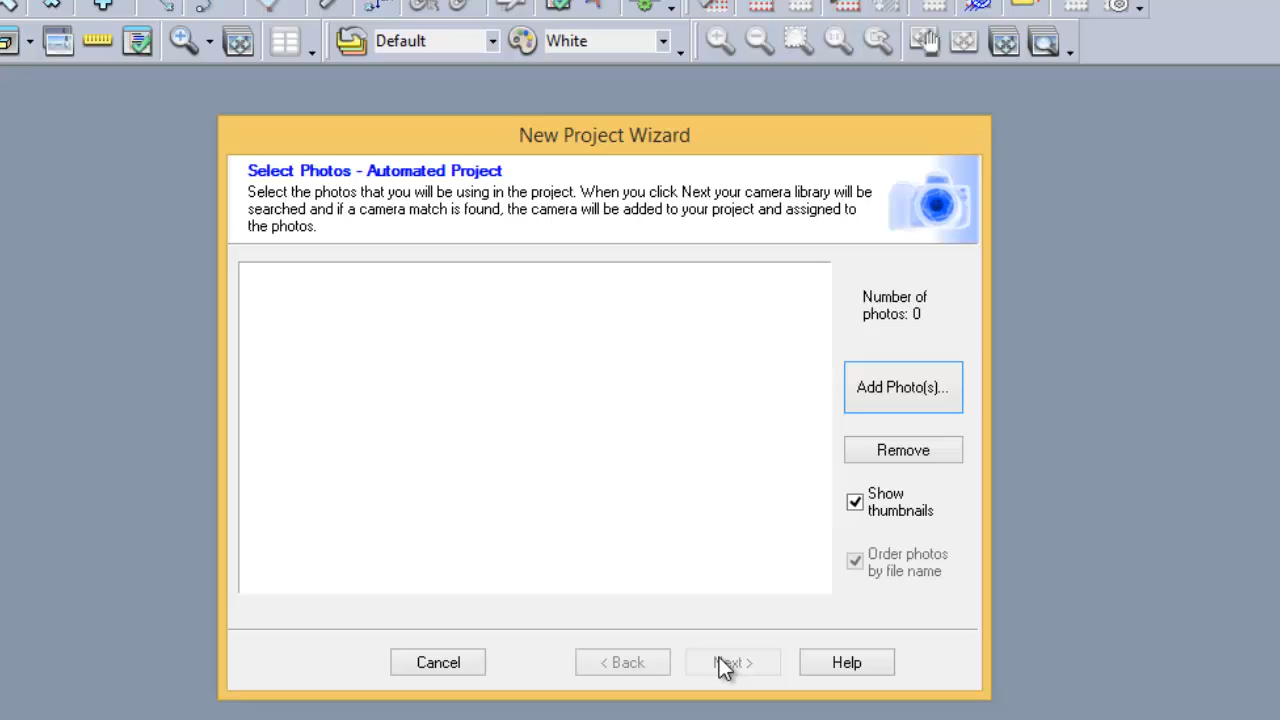 Default
White
New Project Wizard
Select Photos - Automated Project
Select the photos that you will be using in the project. When you click Next your camera library will be
searched and if a camera match is found, the camera will be added to your project and assigned to
the photos.
Number of
photos: 0
Add Photo(s)...
Remove
Show
thumbnails
Order photos
by file name
Cancel
< Back
Next >
Help